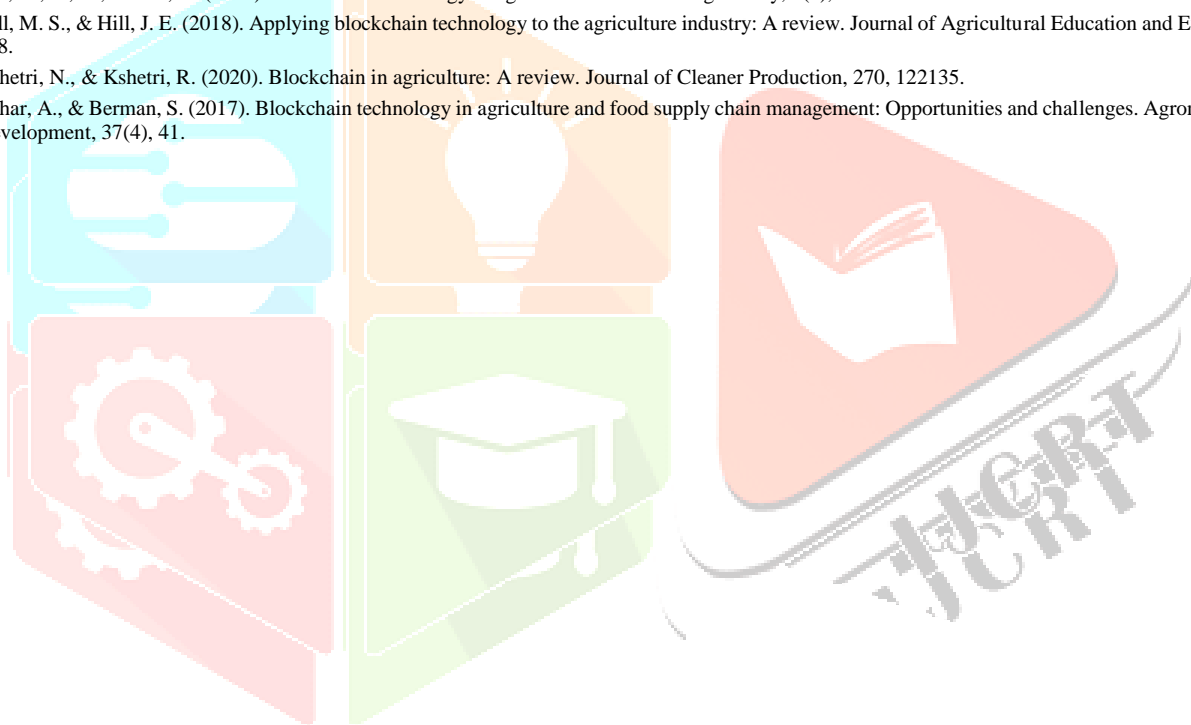 ll, M. S., & Hill, J. E. (2018). Applying blockchain technology to the agriculture industry: A review. Journal of Agricultural Education and E
8.
hetri, N., & Kshetri, R. (2020). Blockchain in agriculture: A review. Journal of Cleaner Production, 270, 122135.
har, A., & Berman, S. (2017). Blockchain technology in agriculture and food supply chain management: Opportunities and challenges. Agron
velopment, 37(4), 41.
IJCRT